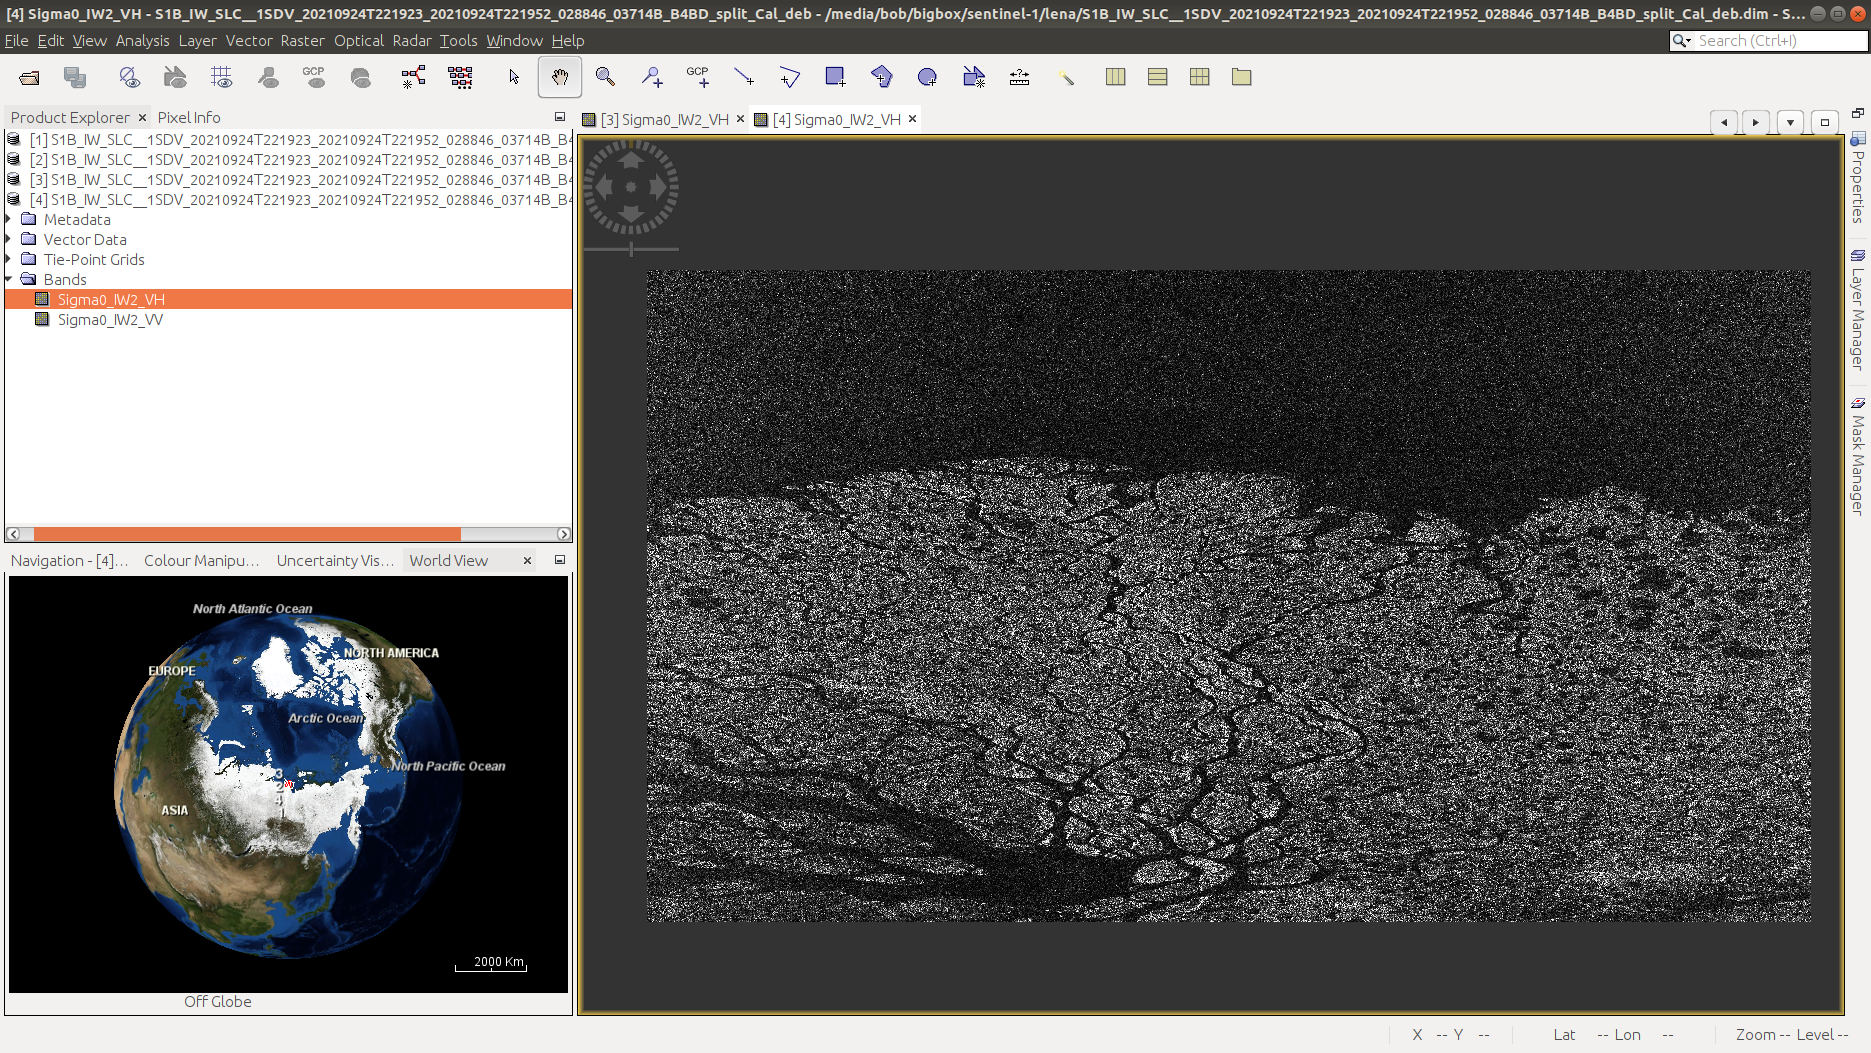 [4] Sigma0_IW2_VH - S1B_IW_SLC__1SDV_20210924T221923_20210924T221952_028846_03714B_B4BD_split_Cal_deb - /media/bob/bigbox/sentinel-1/lena/S1B_IW_SLC__1SDV_20210924T221923_20210924T221952_028846_03714B_B4BD_split_Cal_deb.dim - S...
File Edit View Analysis Layer Vector Raster Optical Radar Tools Window Help
Search (Ctrl+I)
GCP GCP
Product Explorer Pixel Info
[3] Sigma0_IW2_VH [4] Sigma0_IW2_VH
[1] S1B_IW_SLC__1SDV_20210924T221923_20210924T221952_028846_03714B_B4
[2] S1B_IW_SLC__1SDV_20210924T221923_20210924T221952_028846_03714B_B4
[3] S1B_IW_SLC__1SDV_20210924T221923_20210924T221952_028846_03714B_B4
[4] S1B_IW_SLC__1SDV_20210924T221923_20210924T221952_028846_03714B_B4
Metadata
Vector Data
Tie-Point Grids
Bands
Sigma0_IW2_VH
Sigma0_IW2_VV
Properties
Layer Manager
Mask Manager
Navigation - [4]... Colour Manipu... Uncertainty Vis... World View
North Atlantic Ocean
NORTH AMERICA
EUROPE
Arctic Ocean
North Pacific Ocean
3
2
4
1
ASIA
2000 Km
Off Globe
X -- Y -- Lat -- Lon -- Zoom -- Level --